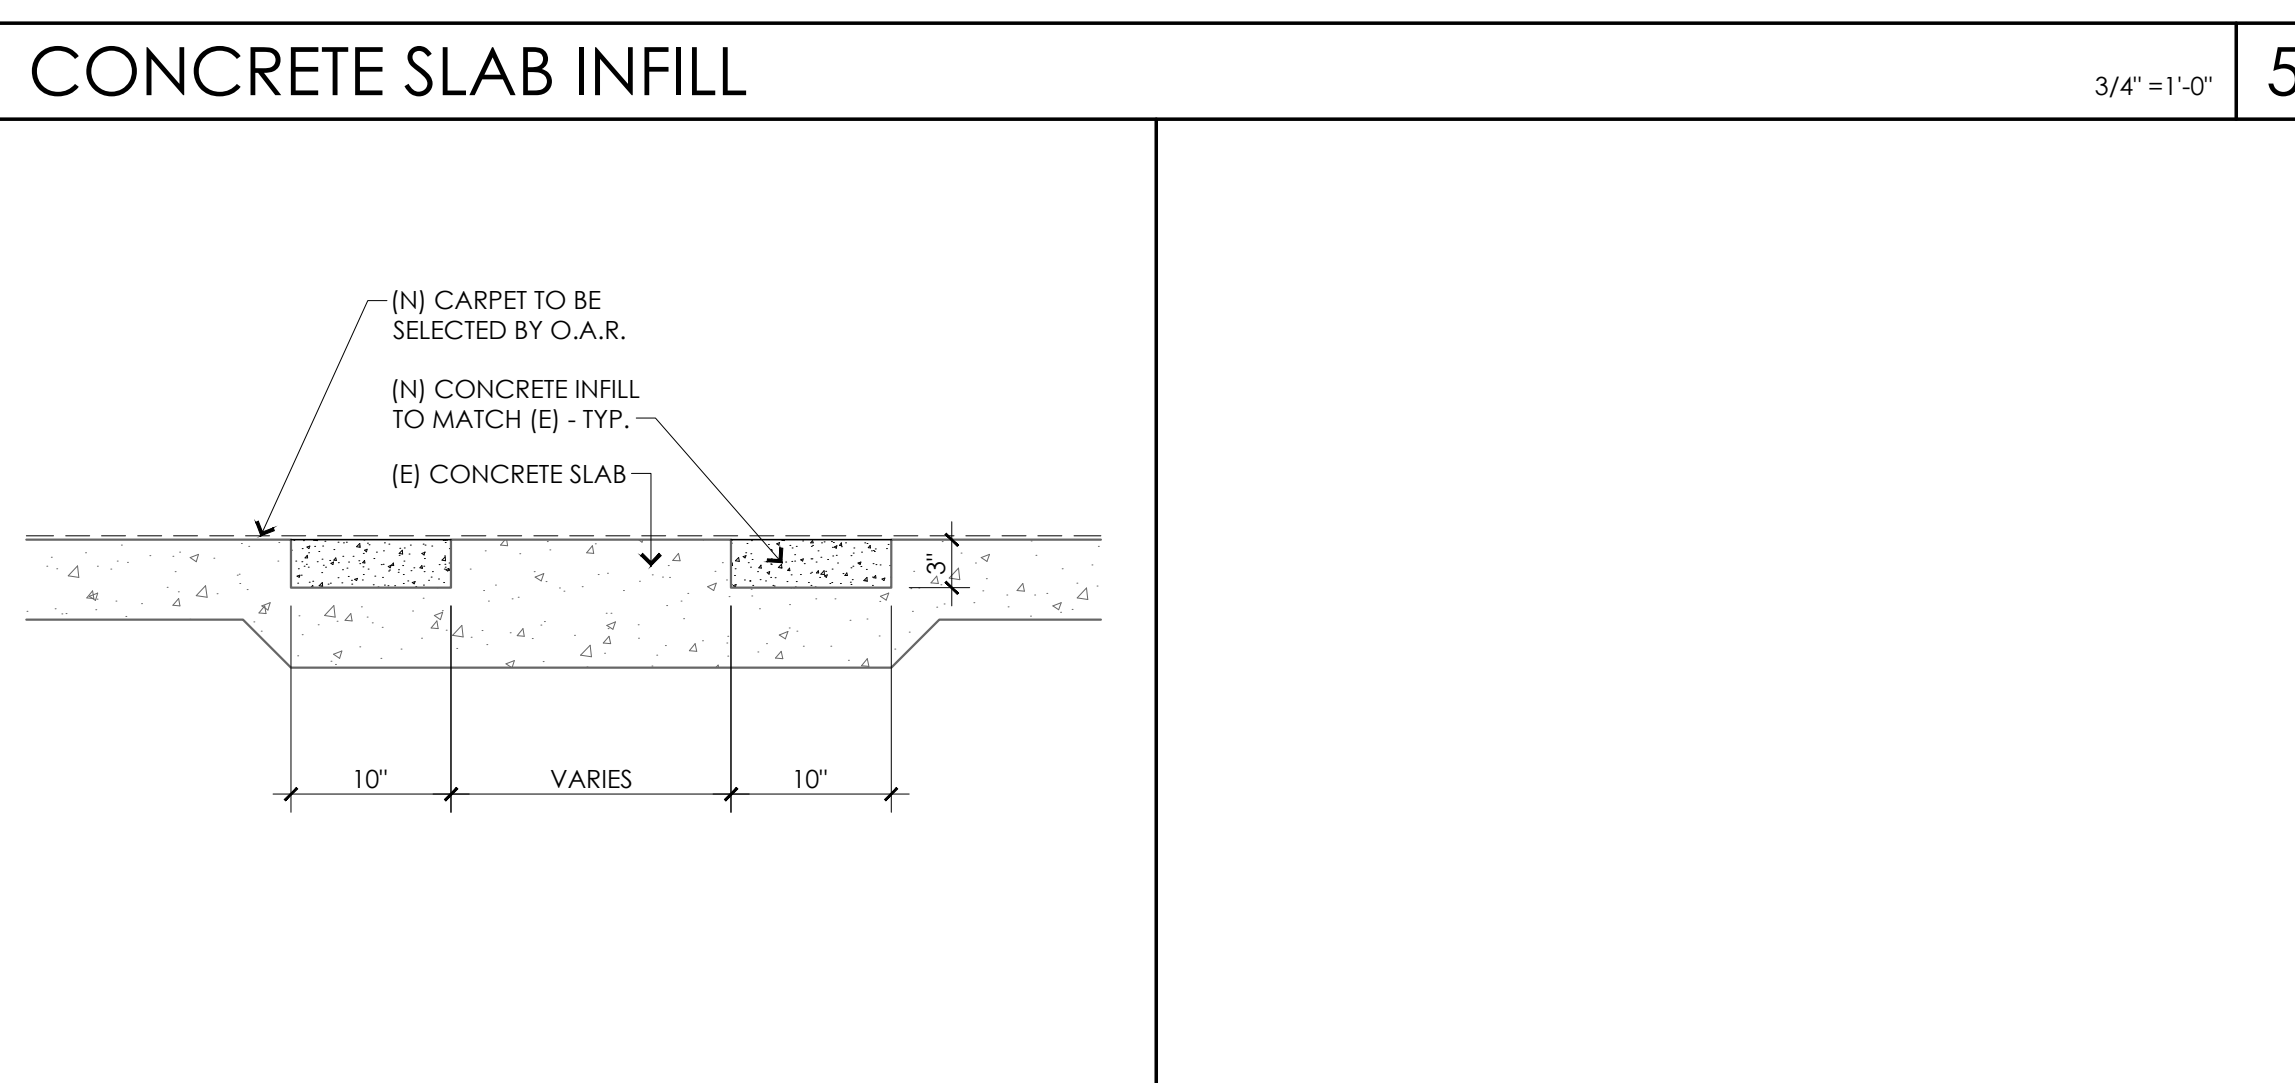 CONCRETE SLAB INFILL
3/4" =1'-0"
5
(N) CARPET TO BE
SELECTED BY O.A.R.
(N) CONCRETE INFILL
TO MATCH (E) - TYP.
(E) CONCRETE SLAB
3"
10"
VARIES
10"